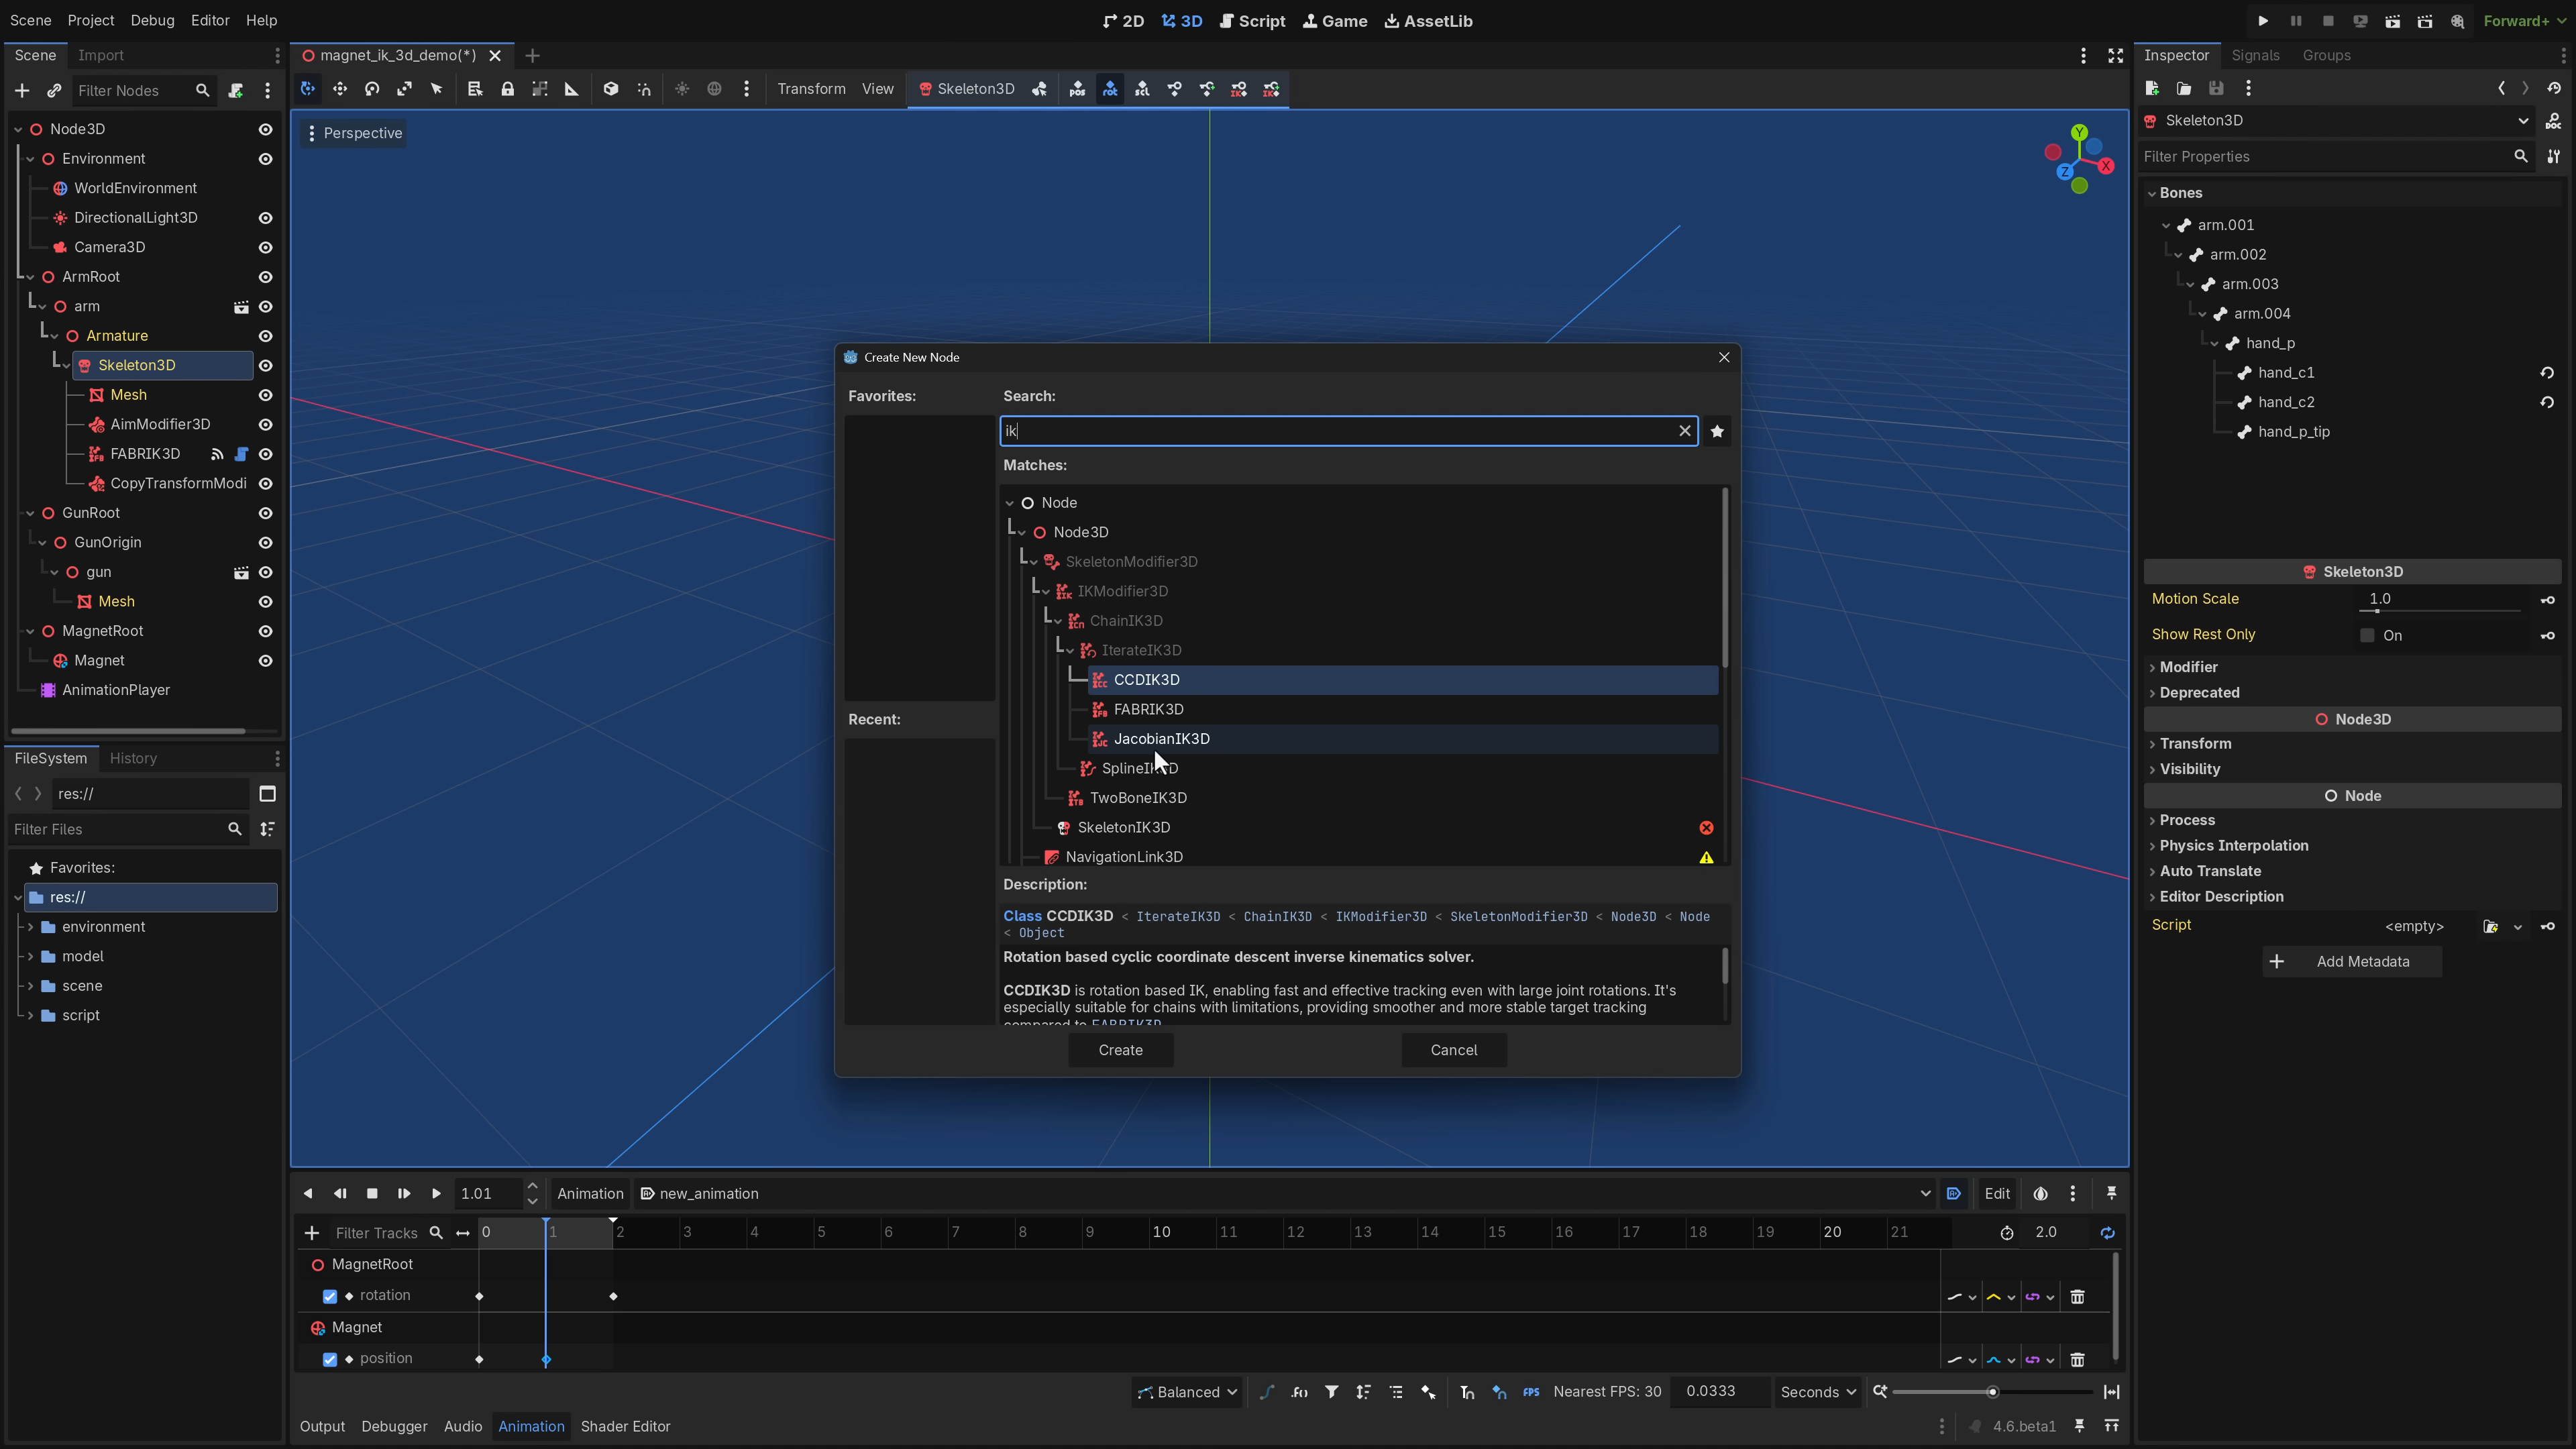 Scene Project Debug Editor Help
2D 3D Script Game AssetLib
Forward+
Scene Import
Filter Nodes
Node3D
Environment
WorldEnvironment
DirectionalLight3D
Camera3D
ArmRoot
arm
Armature
Skeleton3D
Mesh
AimModifier3D
FABRIK3D
CopyTransformModi
GunRoot
GunOrigin
gun
Mesh
MagnetRoot
Magnet
AnimationPlayer
FileSystem History
res://
Filter Files
Favorites:
res://
environment
model
scene
script
magnet_ik_3d_demo(*)
Transform View Skeleton3D
Perspective
Y
X
Z
Create New Node
Favorites:
Recent:
Search:
ik
Matches:
Node
Node3D
SkeletonModifier3D
IKModifier3D
ChainIK3D
IterateIK3D
CCDIK3D
FABRIK3D
JacobianIK3D
TwoBoneIK3D
SkeletonIK3D
NavigationLink3D
Description:
Class CCDIK3D < IterateIK3D < ChainIK3D < IKModifier3D < SkeletonModifier3D < Node3D < Node
< Object
Rotation based cyclic coordinate descent inverse kinematics solver.
CCDIK3D is rotation based IK, enabling fast and effective tracking even with large joint rotations. It's
especially suitable for chains with limitations, providing smoother and more stable target tracking
compared to FABRIK3D
Create Cancel
1.01 Animation new_animation Edit
Filter Tracks 0 1 2 3 4 5 6 7 8 9 10 11 12 13 14 15 16 17 18 19 20 21 2.0
MagnetRoot
rotation
Magnet
position
Balanced FPS Nearest FPS: 30 0.0333 Seconds
Output Debugger Audio Animation Shader Editor 4.6.beta1
Inspector Signals Groups
Skeleton3D
DOC
Filter Properties
Bones
arm.001
arm.002
arm.003
arm.004
hand_p
hand_c1
hand_c2
hand_p_tip
Skeleton3D
Motion Scale 1.0
Show Rest Only On
Modifier
Deprecated
Node3D
Transform
Visibility
Node
Process
Physics Interpolation
Auto Translate
Editor Description
Script <empty>
Add Metadata